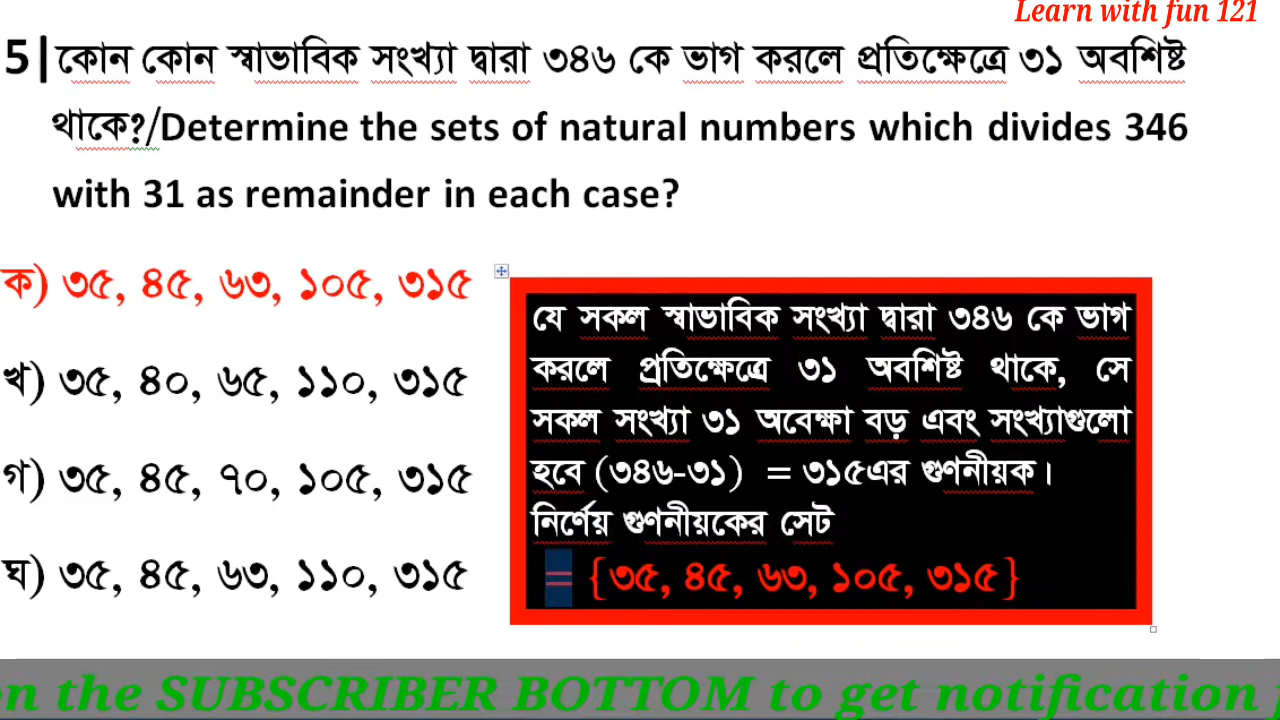 Learn with fun 121
5|কোন কোন স্বাভাবিক সংখ্যা দ্বারা ৩৪৬ কে ভাগ করলে প্রতিক্ষেত্রে ৩১ অবশিষ্ট
থাকে?/Determine the sets of natural numbers which divides 346
with 31 as remainder in each case?
ক) ৩৫, ৪৫, ৬৩, ১০৫, ৩১৫
খ) ৩৫, ৪০, ৬৫, ১১০, ৩১৫
গ) ৩৫, ৪৫, ৭০, ১০৫, ৩১৫
ঘ) ৩৫, ৪৫, ৬৩, ১১০, ৩১৫
যে সকল স্বাভাবিক সংখ্যা দ্বারা ৩৪৬ কে ভাগ
করলে প্রতিক্ষেত্রে ৩১ অবশিষ্ট থাকে, সে
সকল সংখ্যা ৩১ অবেক্ষা বড় এবং সংখ্যাগুলো
হবে (৩৪৬-৩১) = ৩১৫এর গুণনীয়ক।
নির্ণেয় গুণনীয়কের সেট
= {৩৫, ৪৫, ৬৩, ১০৫, ৩১৫}
on the SUBSCRIBER BOTTOM to get notification